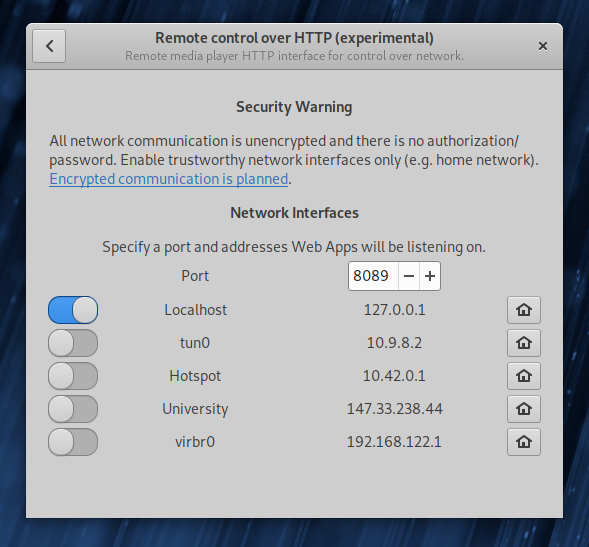 Remote control over HTTP (experimental)
Remote media player HTTP interface for control over network.
Security Warning
All network communication is unencrypted and there is no authorization/
password. Enable trustworthy network interfaces only (e.g. home network).
Encrypted communication is planned.
Network Interfaces
Specify a port and addresses Web Apps will be listening on.
Port 8089 − +
Localhost 127.0.0.1
tun0 10.9.8.2
Hotspot 10.42.0.1
University 147.33.238.44
virbr0 192.168.122.1